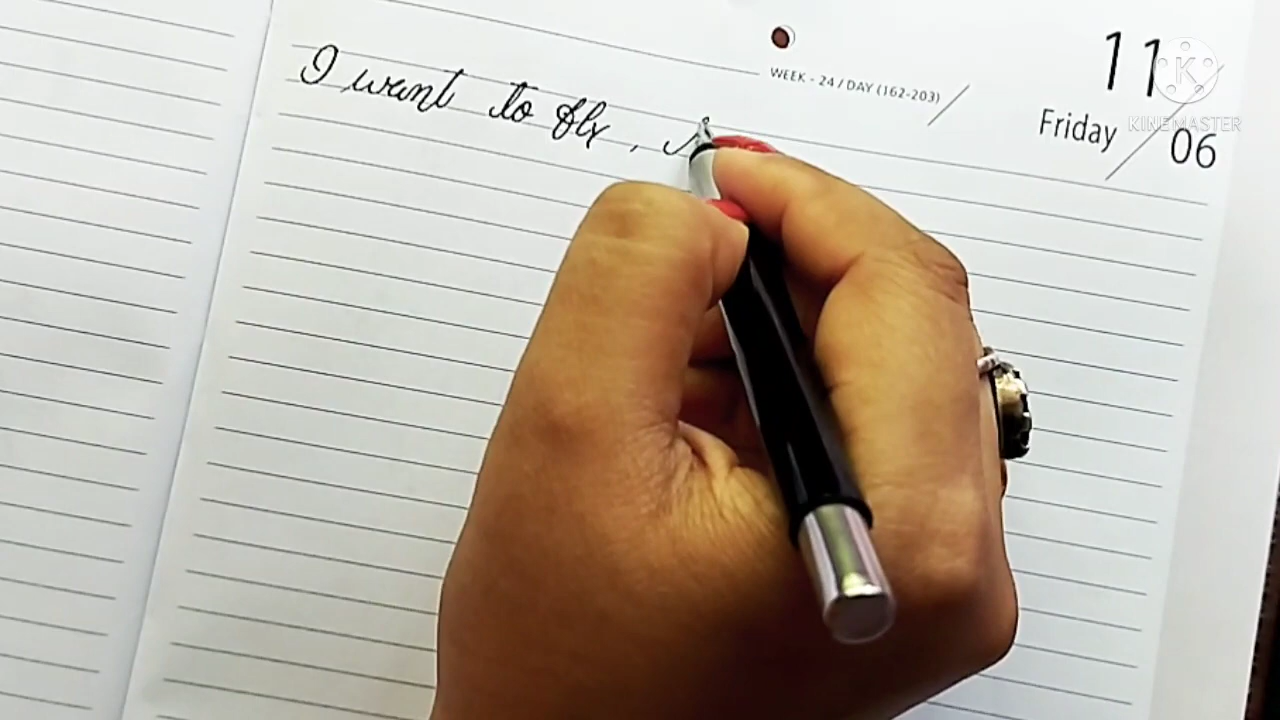 I want to fly,
WEEK - 24 / DAY (162-203)
11
Friday
06
K
KINEMASTER